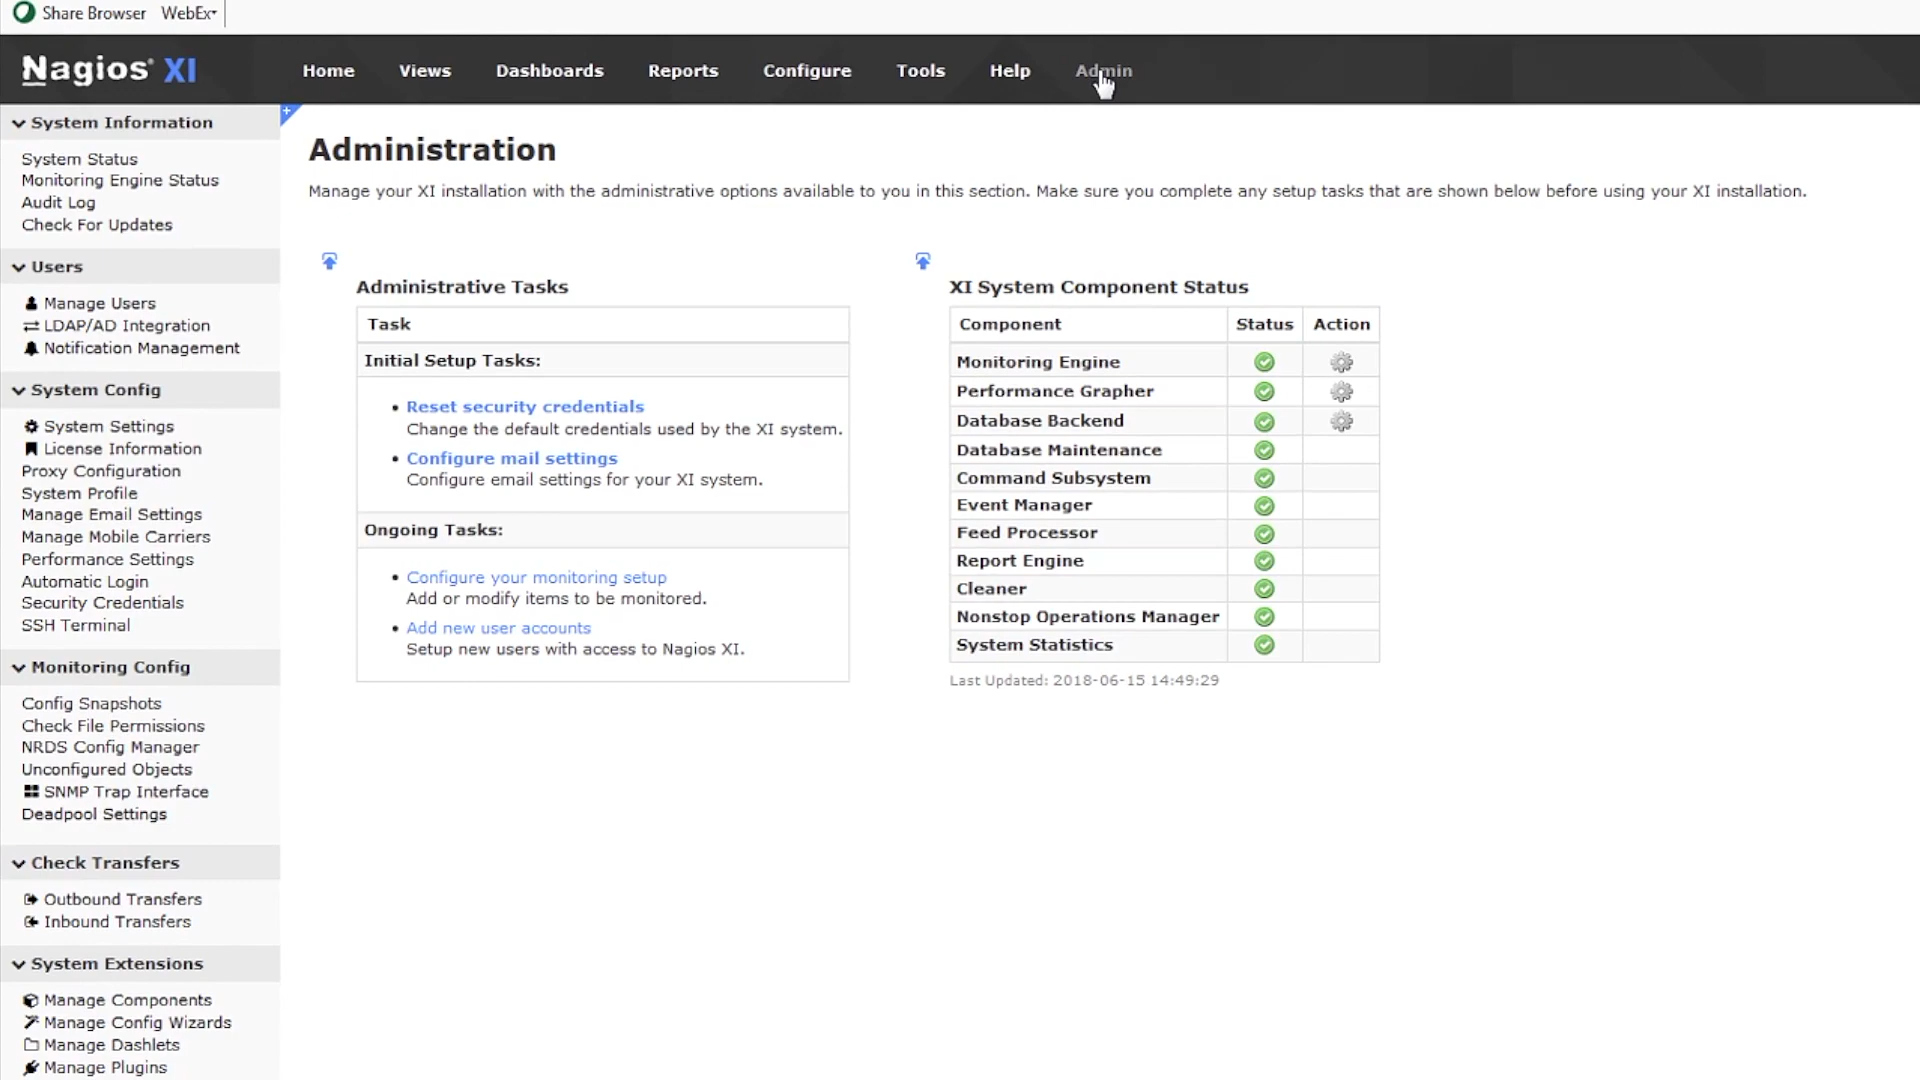 Share Browser WebEx
Nagios® XI
Home Views Dashboards Reports Configure Tools Help Admin
System Information
System Status
Monitoring Engine Status
Audit Log
Check For Updates
Users
Manage Users
LDAP/AD Integration
Notification Management
System Config
System Settings
License Information
Proxy Configuration
System Profile
Manage Email Settings
Manage Mobile Carriers
Performance Settings
Automatic Login
Security Credentials
SSH Terminal
Monitoring Config
Config Snapshots
Check File Permissions
NRDS Config Manager
Unconfigured Objects
SNMP Trap Interface
Deadpool Settings
Check Transfers
Outbound Transfers
Inbound Transfers
System Extensions
Manage Components
Manage Config Wizards
Manage Dashlets
Manage Plugins
Administration
Manage your XI installation with the administrative options available to you in this section. Make sure you complete any setup tasks that are shown below before using your XI installation.
Administrative Tasks
Task
Initial Setup Tasks:
• Reset security credentials
Change the default credentials used by the XI system.
• Configure mail settings
Configure email settings for your XI system.
Ongoing Tasks:
• Configure your monitoring setup
Add or modify items to be monitored.
• Add new user accounts
Setup new users with access to Nagios XI.
XI System Component Status
Component Status Action
Monitoring Engine
Performance Grapher
Database Backend
Database Maintenance
Command Subsystem
Event Manager
Feed Processor
Report Engine
Cleaner
Nonstop Operations Manager
System Statistics
Last Updated: 2018-06-15 14:49:29